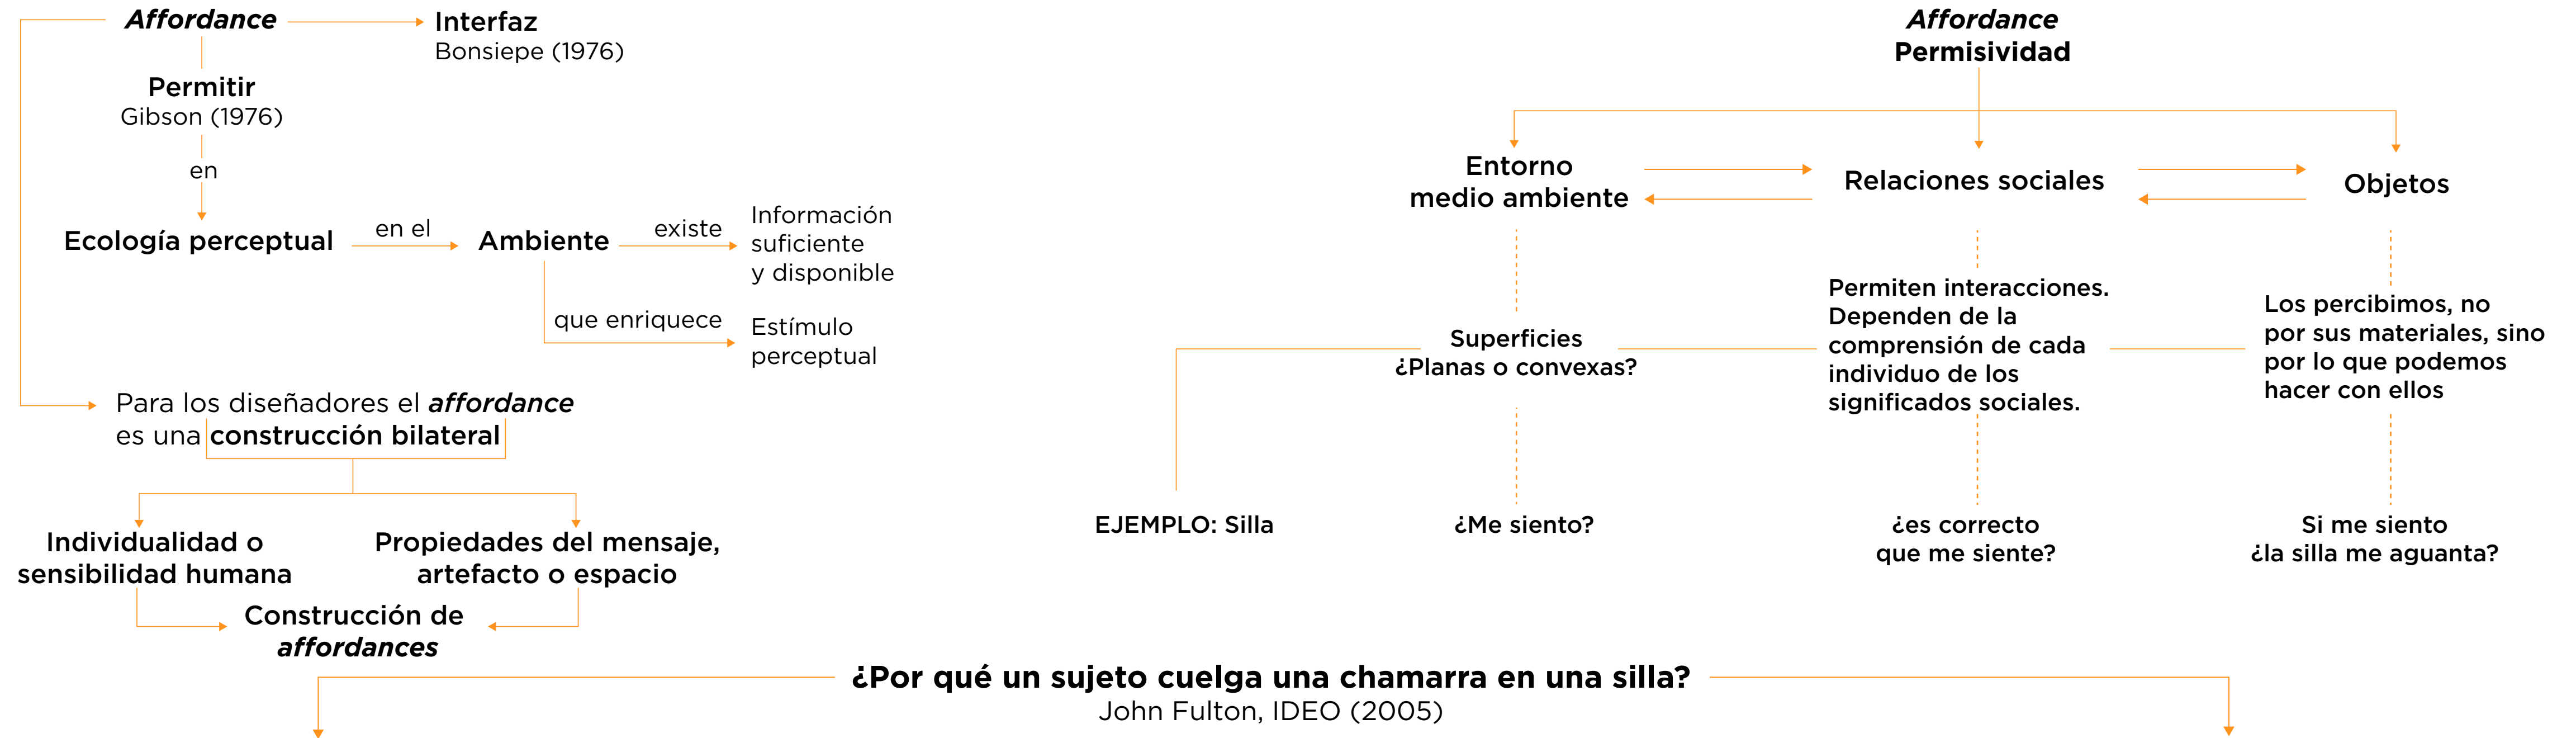 Affordance
Interfaz
Bonsiepe (1976)
Permitir
Gibson (1976)
en
Ecología perceptual
en el
Ambiente
existe
Información
suficiente
y disponible
que enriquece
Estímulo
perceptual
Para los diseñadores el affordance
es una construcción bilateral
Individualidad o
sensibilidad humana
Propiedades del mensaje,
artefacto o espacio
Construcción de
affordances
Affordance
Permisividad
Entorno
medio ambiente
Relaciones sociales
Objetos
Superficies
¿Planas o convexas?
Permiten interacciones.
Dependen de la
comprensión de cada
individuo de los
significados sociales.
Los percibimos, no
por sus materiales, sino
por lo que podemos
hacer con ellos
EJEMPLO: Silla
¿Me siento?
¿es correcto
que me siente?
Si me siento
¿la silla me aguanta?
¿Por qué un sujeto cuelga una chamarra en una silla?
John Fulton, IDEO (2005)